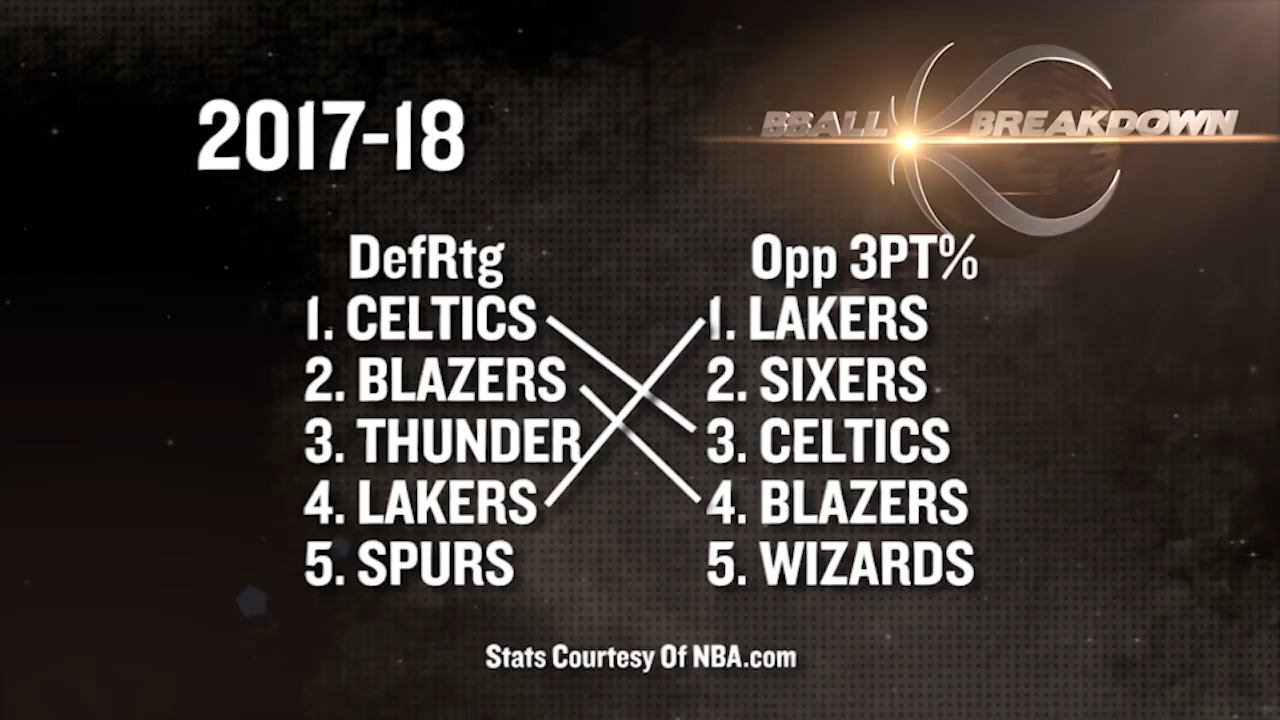 2017-18
BBALL BREAKDOWN
DefRtg
1. CELTICS
2. BLAZERS
3. THUNDER
4. LAKERS
5. SPURS
Opp 3PT%
1. LAKERS
2. SIXERS
3. CELTICS
4. BLAZERS
5. WIZARDS
Stats Courtesy Of NBA.com